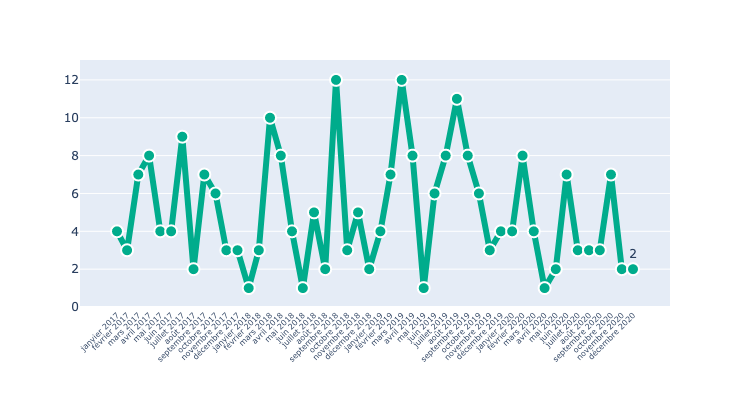 12
10
8
6
4
2
0
2
janvier 2017
février 2017
mars 2017
avril 2017
mai 2017
juin 2017
juillet 2017
août 2017
septembre 2017
octobre 2017
novembre 2017
décembre 2017
janvier 2018
février 2018
mars 2018
avril 2018
mai 2018
juin 2018
juillet 2018
août 2018
septembre 2018
octobre 2018
novembre 2018
décembre 2018
janvier 2019
février 2019
mars 2019
avril 2019
mai 2019
juin 2019
juillet 2019
août 2019
septembre 2019
octobre 2019
novembre 2019
décembre 2019
janvier 2020
février 2020
mars 2020
avril 2020
mai 2020
juin 2020
juillet 2020
août 2020
septembre 2020
octobre 2020
novembre 2020
décembre 2020